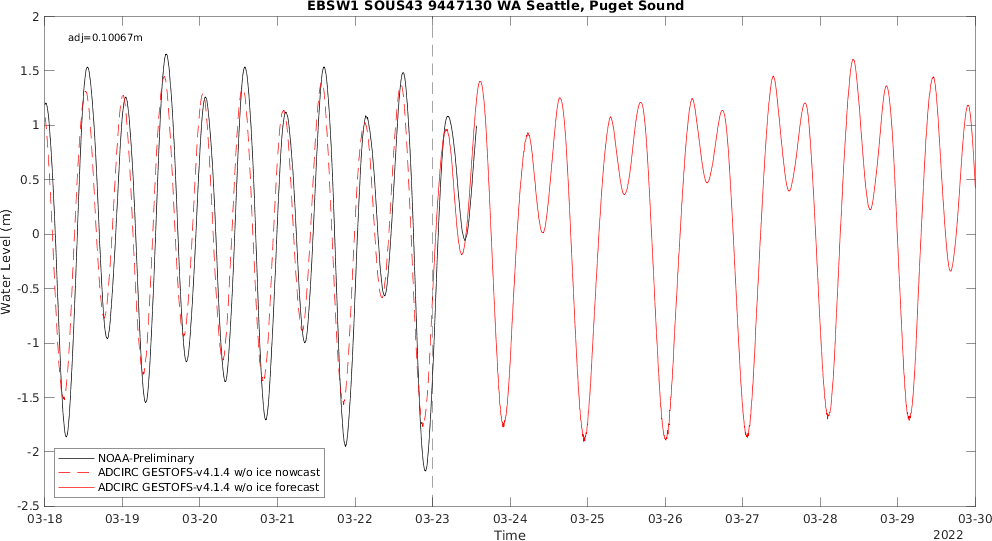 EBSW1 SOUS43 9447130 WA Seattle, Puget Sound
adj=0.10067m
Water Level (m)
2
1.5
1
0.5
0
-0.5
-1
-1.5
-2
-2.5
NOAA-Preliminary
ADCIRC GESTOFS-v4.1.4 w/o ice nowcast
ADCIRC GESTOFS-v4.1.4 w/o ice forecast
03-18 03-19 03-20 03-21 03-22 03-23 03-24 03-25 03-26 03-27 03-28 03-29 03-30
Time
2022